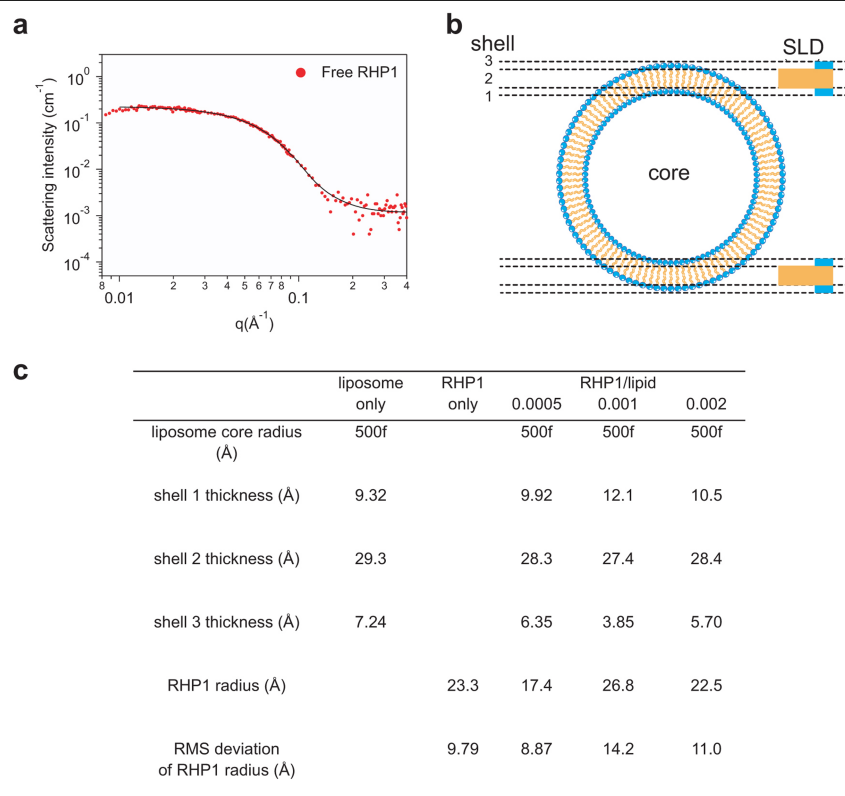 a
Scattering intensity (cm⁻¹)
10⁰
10⁻¹
10⁻²
10⁻³
10⁻⁴
Free RHP1
8
0.01
2
3
4
5
6
7
8
0.1
2
3
4
q(Å⁻¹)
b
shell
SLD
3
2
1
core
c
liposome only
RHP1 only
RHP1/lipid
0.0005 0.001 0.002
liposome core radius (Å) 500f 500f 500f 500f
shell 1 thickness (Å) 9.32 9.92 12.1 10.5
shell 2 thickness (Å) 29.3 28.3 27.4 28.4
shell 3 thickness (Å) 7.24 6.35 3.85 5.70
RHP1 radius (Å) 23.3 17.4 26.8 22.5
RMS deviation of RHP1 radius (Å) 9.79 8.87 14.2 11.0